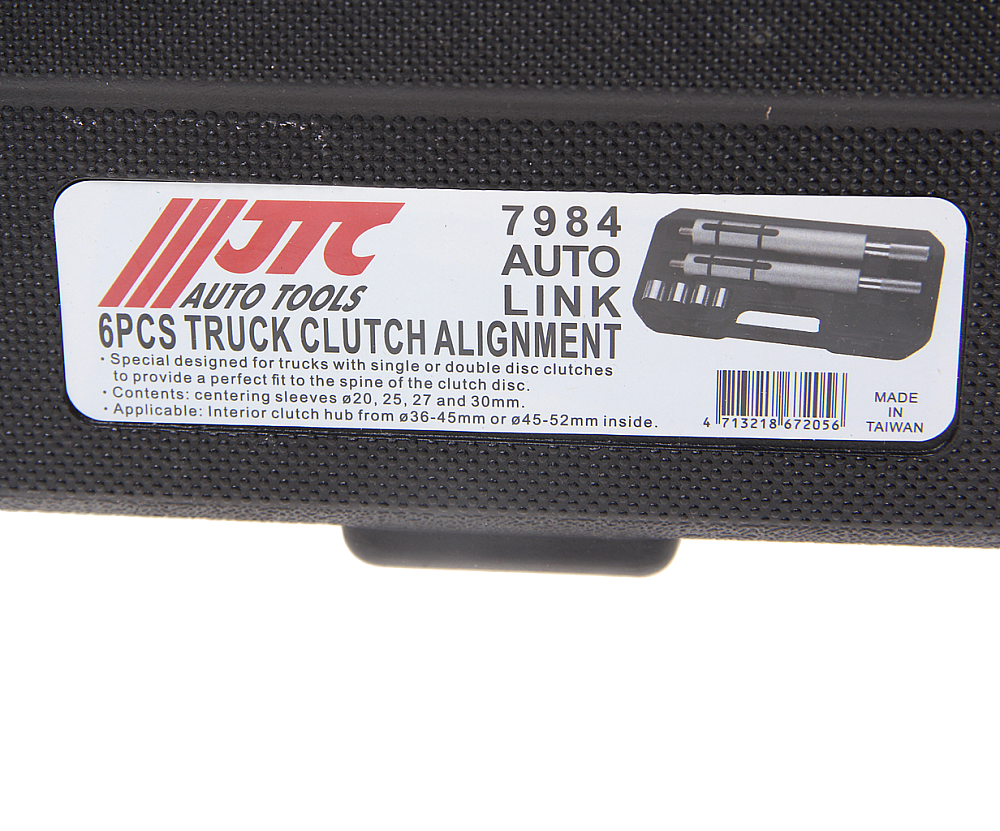 JTC
AUTO TOOLS
7984
AUTO
LINK
6PCS TRUCK CLUTCH ALIGNMENT
· Special designed for trucks with single or double disc clutches
to provide a perfect fit to the spine of the clutch disc.
· Contents: centering sleeves ø20, 25, 27 and 30mm.
· Applicable: Interior clutch hub from ø36-45mm or ø45-52mm inside.
4 713218 672056
MADE
IN
TAIWAN